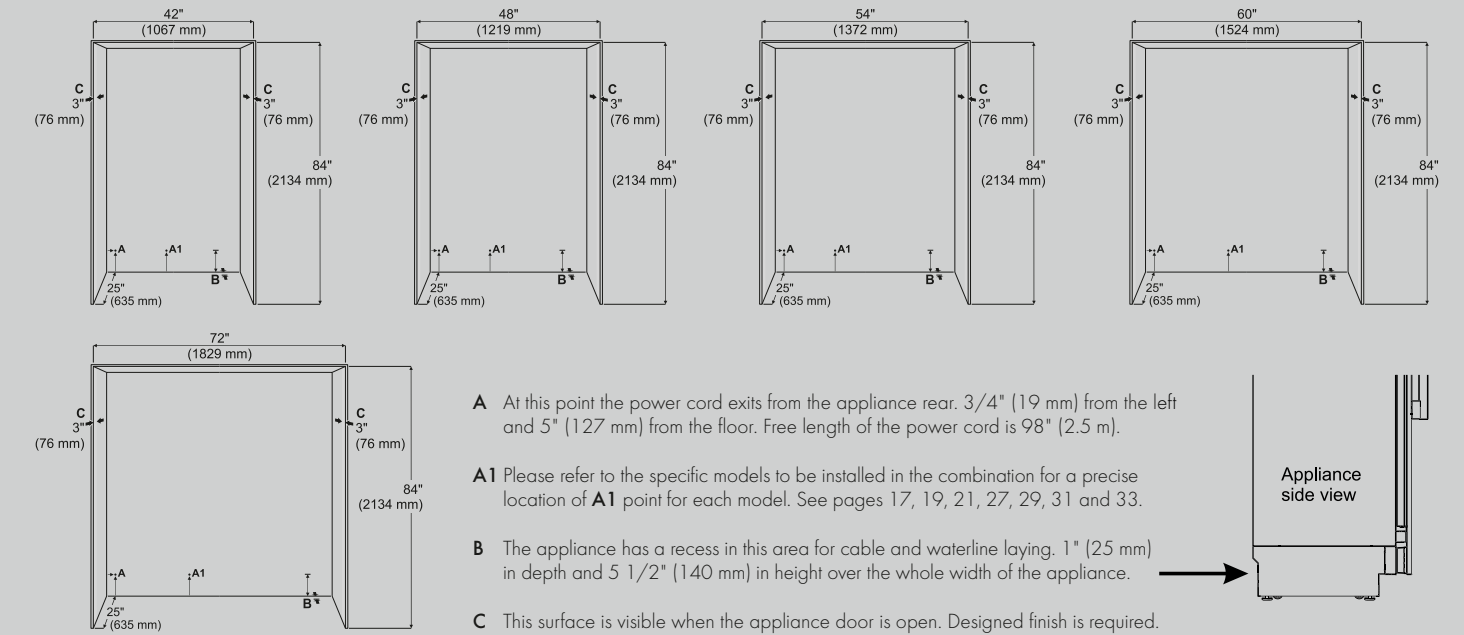 42"
(1067 mm)
C
3"
(76 mm)
C
3"
(76 mm)
84"
(2134 mm)
A
A1
B
25"
(635 mm)
48"
(1219 mm)
C
3"
(76 mm)
C
3"
(76 mm)
84"
(2134 mm)
A
A1
B
25"
(635 mm)
54"
(1372 mm)
C
3"
(76 mm)
C
3"
(76 mm)
84"
(2134 mm)
A
A1
B
25"
(635 mm)
60"
(1524 mm)
C
3"
(76 mm)
C
3"
(76 mm)
84"
(2134 mm)
A
A1
B
25"
(635 mm)
72"
(1829 mm)
C
3"
(76 mm)
C
3"
(76 mm)
84"
(2134 mm)
A
A1
B
25"
(635 mm)
A At this point the power cord exits from the appliance rear. 3/4" (19 mm) from the left
and 5" (127 mm) from the floor. Free length of the power cord is 98" (2.5 m).
A1 Please refer to the specific models to be installed in the combination for a precise
location of A1 point for each model. See pages 17, 19, 21, 27, 29, 31 and 33.
B The appliance has a recess in this area for cable and waterline laying. 1" (25 mm)
in depth and 5 1/2" (140 mm) in height over the whole width of the appliance.
C This surface is visible when the appliance door is open. Designed finish is required.
Appliance
side view